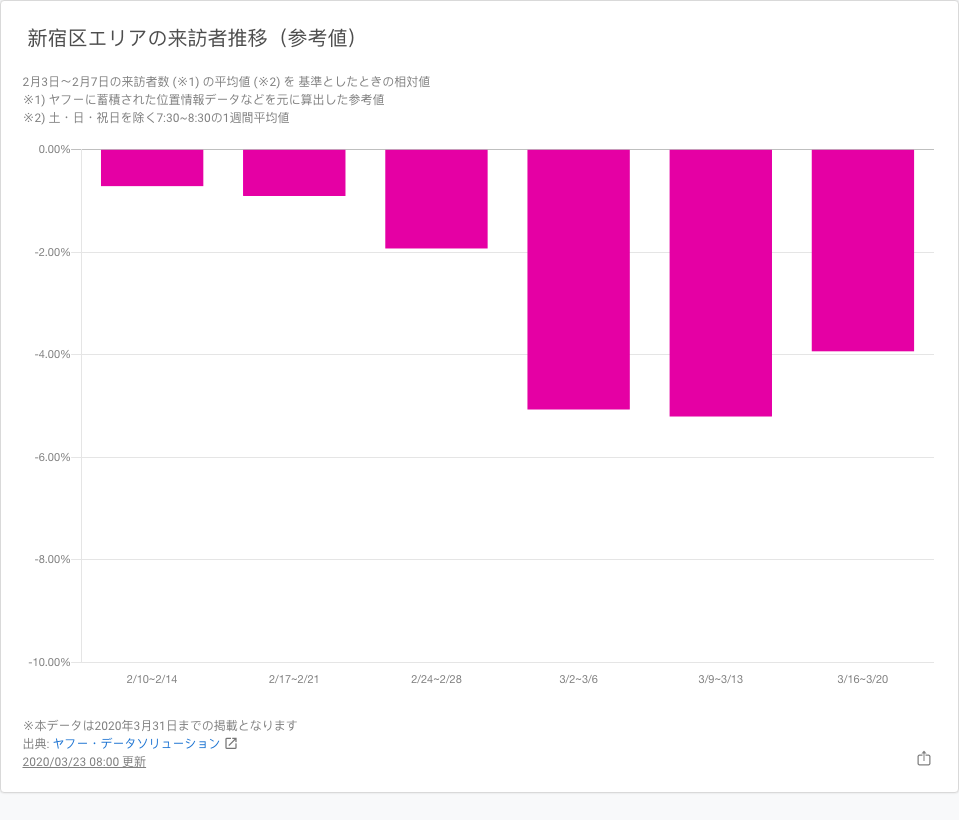 新宿区エリアの来訪者推移（参考値）
2月3日～2月7日の来訪者数 (※1) の平均値 (※2) を 基準としたときの相対値
※1) ヤフーに蓄積された位置情報データなどを元に算出した参考値
※2) 土・日・祝日を除く7:30~8:30の1週間平均値
0.00%
-2.00%
-4.00%
-6.00%
-8.00%
-10.00%
2/10~2/14 2/17~2/21 2/24~2/28 3/2~3/6 3/9~3/13 3/16~3/20
※本データは2020年3月31日までの掲載となります
出典: ヤフー・データソリューション
2020/03/23 08:00 更新